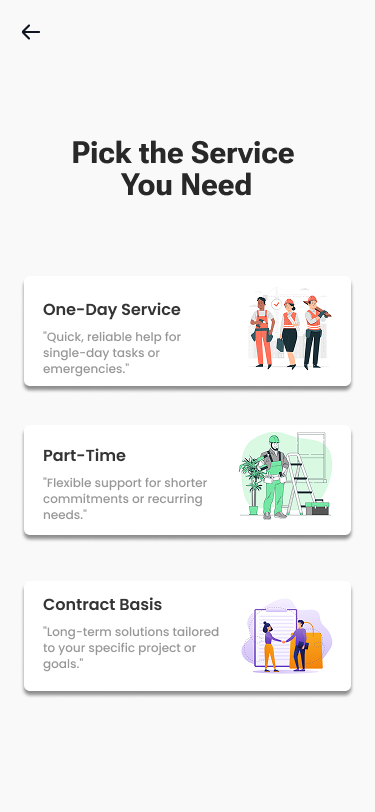 Pick the Service
You Need
One-Day Service
"Quick, reliable help for
single-day tasks or
emergencies."
Part-Time
"Flexible support for shorter
commitments or recurring
needs."
Contract Basis
"Long-term solutions tailored
to your specific project or
goals."